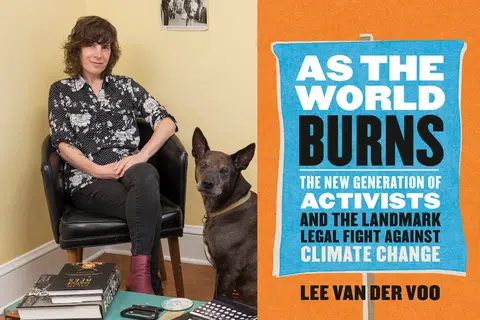 AS THE
WORLD
BURNS
THE NEW GENERATION OF
ACTIVISTS
AND THE LANDMARK
LEGAL FIGHT AGAINST
CLIMATE CHANGE
LEE VAN DER VOO